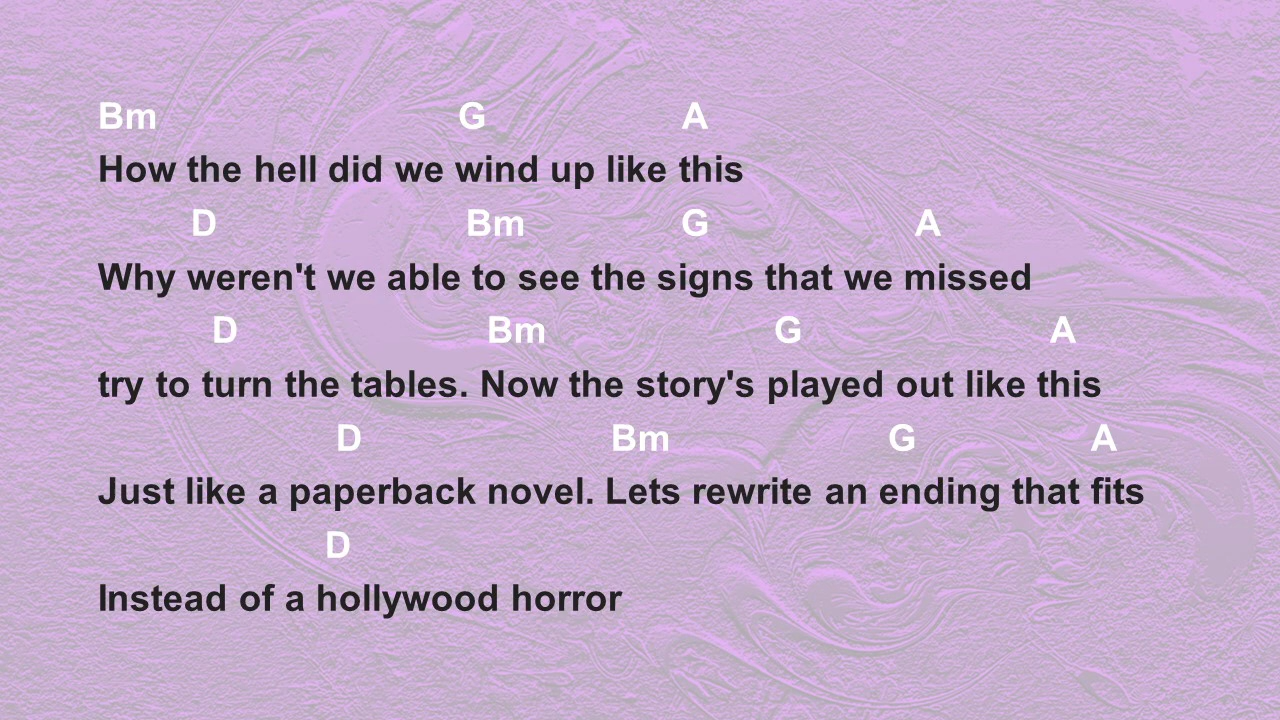 Bm G A
How the hell did we wind up like this
D Bm G A
Why weren't we able to see the signs that we missed
D Bm G A
try to turn the tables. Now the story's played out like this
D Bm G A
Just like a paperback novel. Lets rewrite an ending that fits
D
Instead of a hollywood horror